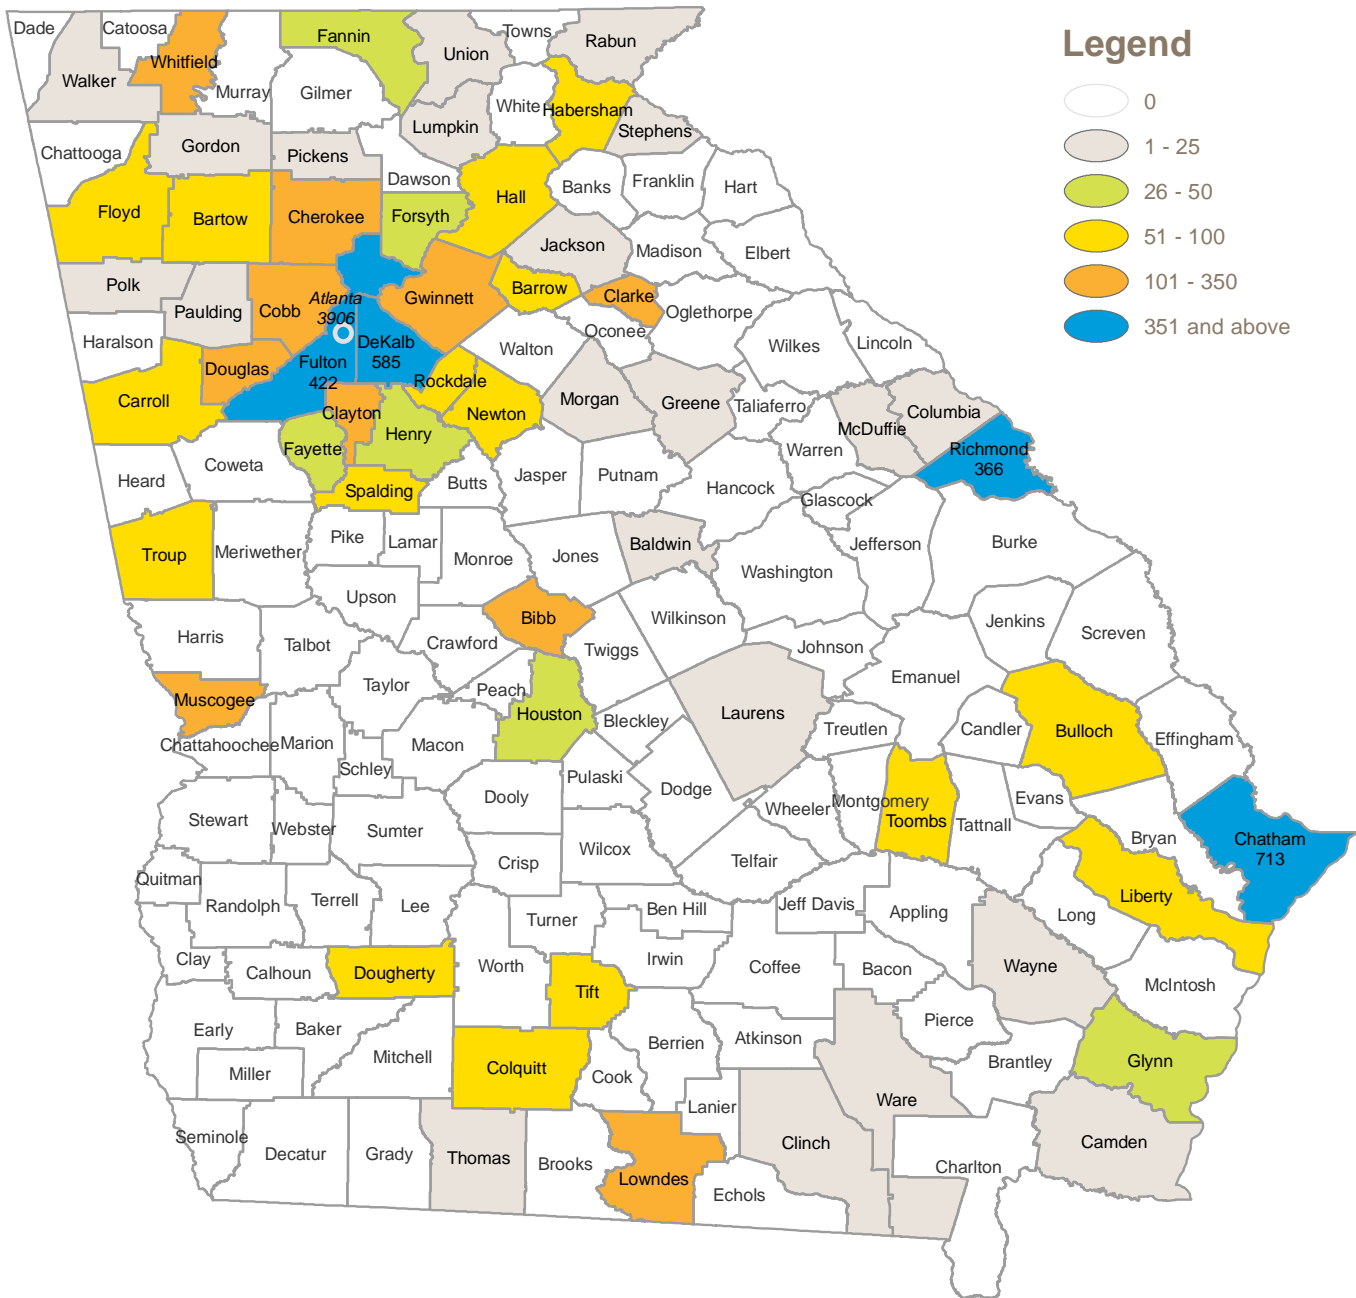 Legend
0
1 - 25
26 - 50
51 - 100
101 - 350
351 and above
Dade
Catoosa
Whitfield
Walker
Murray
Fannin
Gilmer
Union
Towns
Rabun
White
Habersham
Lumpkin
Stephens
Chattooga
Gordon
Pickens
Dawson
Banks
Franklin
Hart
Floyd
Bartow
Cherokee
Forsyth
Hall
Jackson
Madison
Elbert
Polk
Paulding
Cobb
Atlanta
3906
Gwinnett
Barrow
Clarke
Oglethorpe
Oconee
Haralson
Douglas
Fulton
422
DeKalb
585
Rockdale
Walton
Wilkes
Lincoln
Carroll
Clayton
Newton
Morgan
Greene
Taliaferro
McDuffie
Columbia
Richmond
366
Fayette
Henry
Warren
Heard
Coweta
Spalding
Butts
Jasper
Putnam
Hancock
Glascock
Troup
Meriwether
Pike
Lamar
Monroe
Jones
Baldwin
Washington
Jefferson
Burke
Upson
Bibb
Wilkinson
Jenkins
Screven
Harris
Talbot
Crawford
Twiggs
Johnson
Emanuel
Muscogee
Taylor
Peach
Houston
Bleckley
Laurens
Treutlen
Candler
Bulloch
Effingham
Chattahoochee
Marion
Schley
Macon
Dooly
Pulaski
Dodge
Wheeler
Montgomery
Toombs
Tattnall
Evans
Bryan
Chatham
713
Stewart
Webster
Sumter
Crisp
Wilcox
Telfair
Liberty
Quitman
Randolph
Terrell
Lee
Turner
Ben Hill
Jeff Davis
Appling
Long
Clay
Calhoun
Dougherty
Worth
Tift
Irwin
Coffee
Bacon
Wayne
McIntosh
Early
Baker
Mitchell
Miller
Colquitt
Cook
Berrien
Atkinson
Pierce
Brantley
Glynn
Seminole
Decatur
Grady
Thomas
Brooks
Lowndes
Lanier
Echols
Clinch
Ware
Charlton
Camden